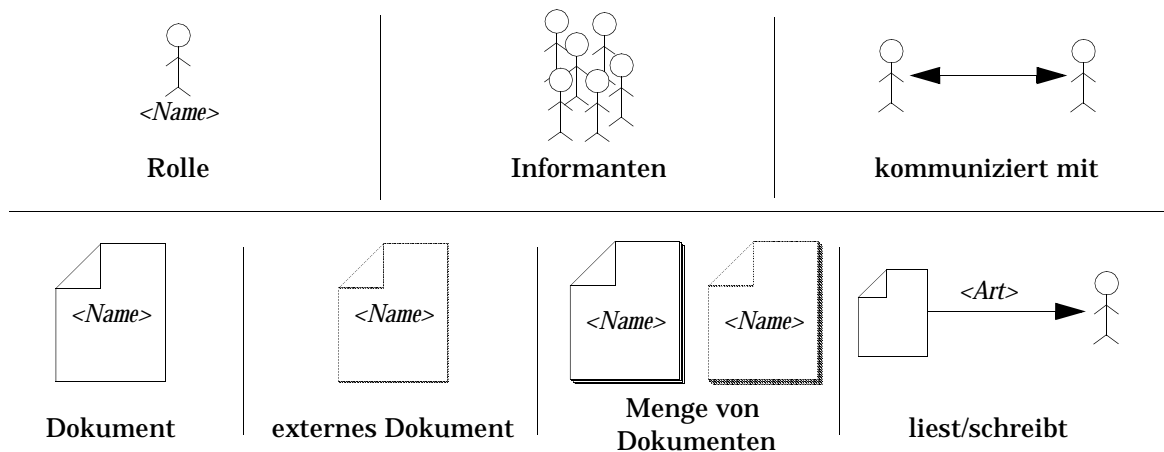 <Name>
Rolle
Informanten
kommuniziert mit
<Name>
Dokument
<Name>
externes Dokument
<Name>
<Name>
Menge von
Dokumenten
<Art>
liest/schreibt